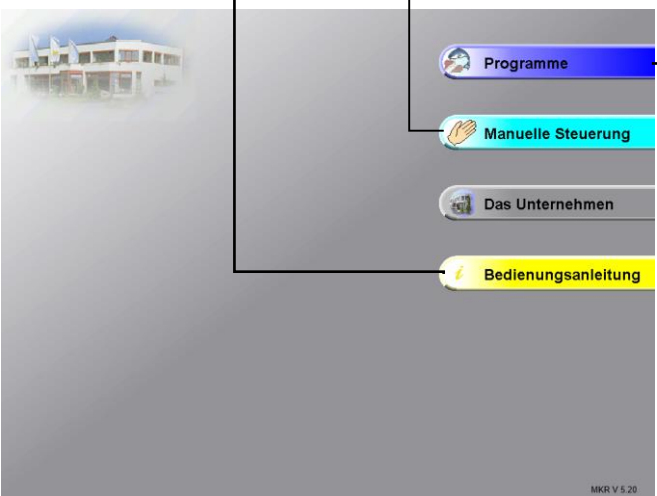 Programme
Manuelle Steuerung
Das Unternehmen
Bedienungsanleitung
MKR V 5.20